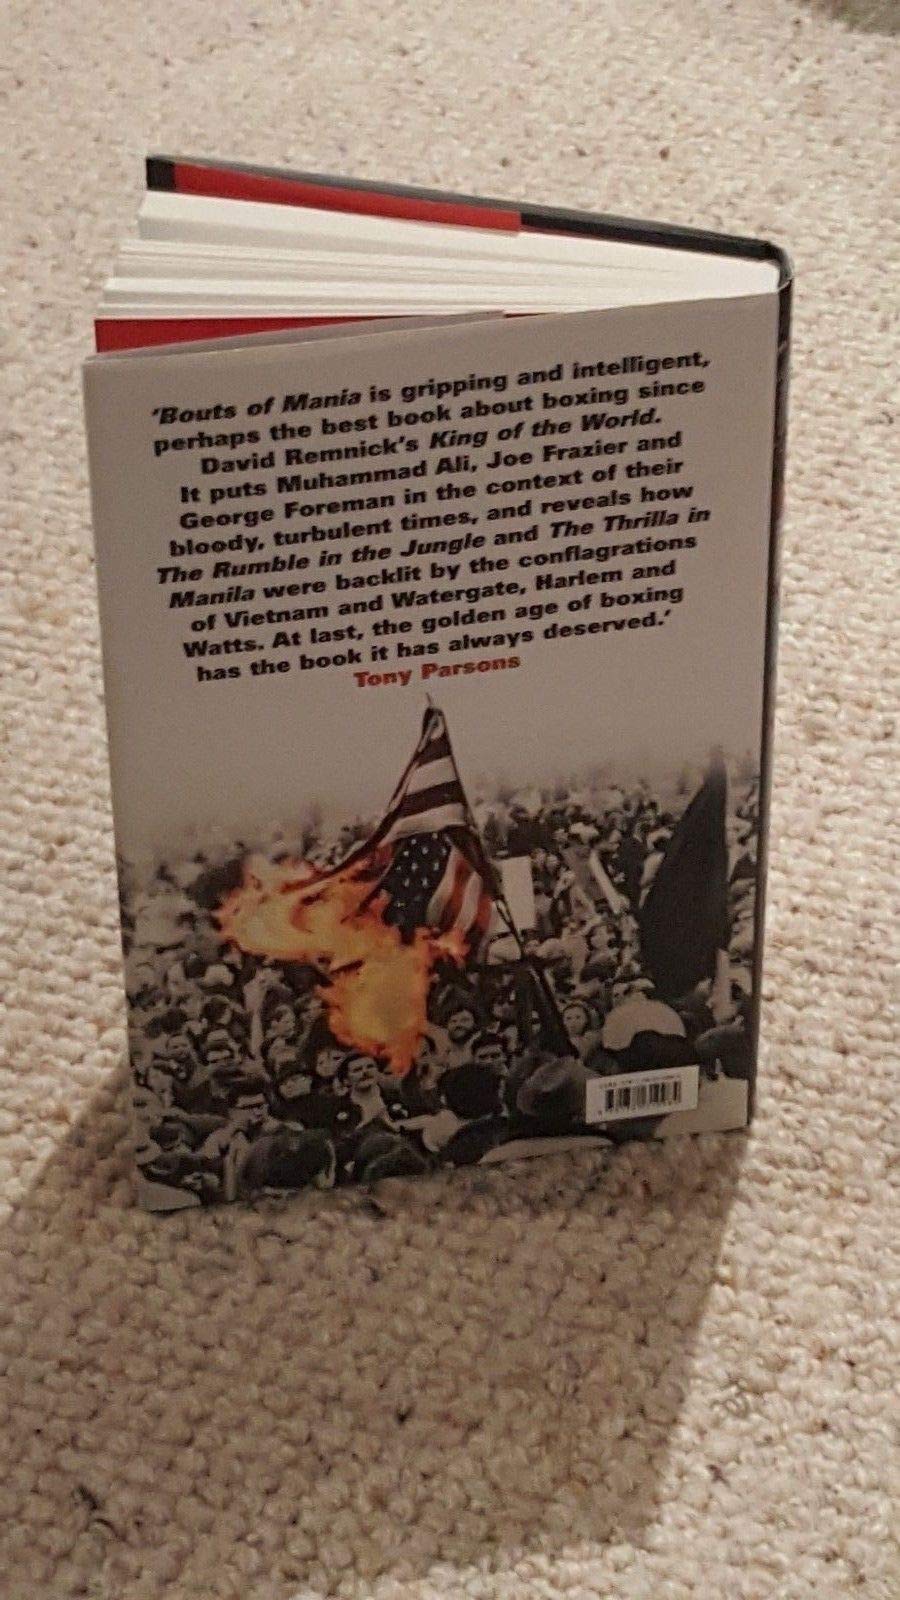 'Bouts of Mania is gripping and intelligent,
perhaps the best book about boxing since
David Remnick's King of the World.
It puts Muhammad Ali, Joe Frazier and
George Foreman in the context of their
bloody, turbulent times, and reveals how
The Rumble in the Jungle and The Thrilla in
Manila were backlit by the conflagrations
of Vietnam and Watergate, Harlem and
Watts. At last, the golden age of boxing
has the book it has always deserved.'
Tony Parsons